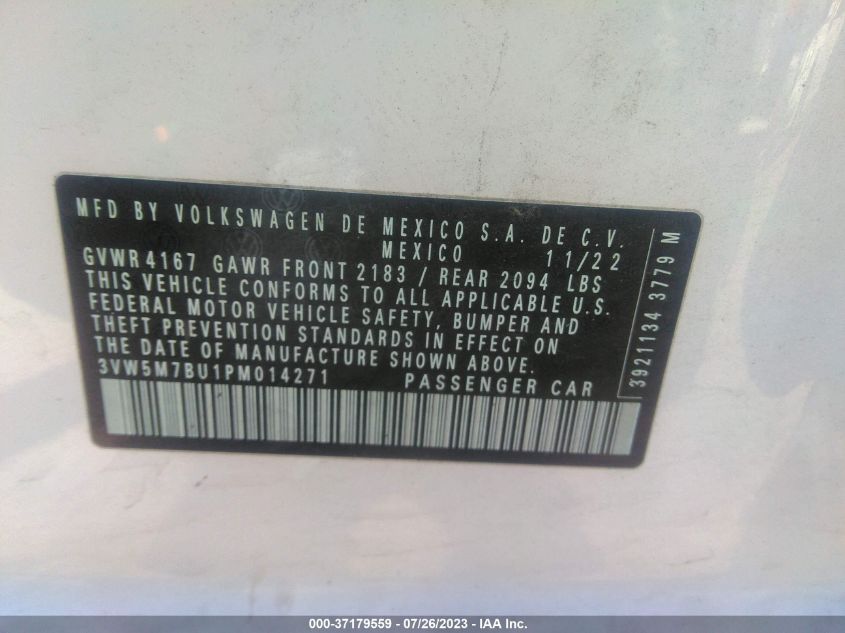 MFD BY VOLKSWAGEN DE MEXICO S.A. DE C.V.
MEXICO 11/22
GVWR 4167 GAWR FRONT 2183 / REAR 2094 LBS
THIS VEHICLE CONFORMS TO ALL APPLICABLE U.S.
FEDERAL MOTOR VEHICLE SAFETY, BUMPER AND
THEFT PREVENTION STANDARDS IN EFFECT ON
THE DATE OF MANUFACTURE SHOWN ABOVE.
3VW5M7BU1PM014271 PASSENGER CAR
3921134 3779 M
000-37179559 - 07/26/2023 - IAA Inc.